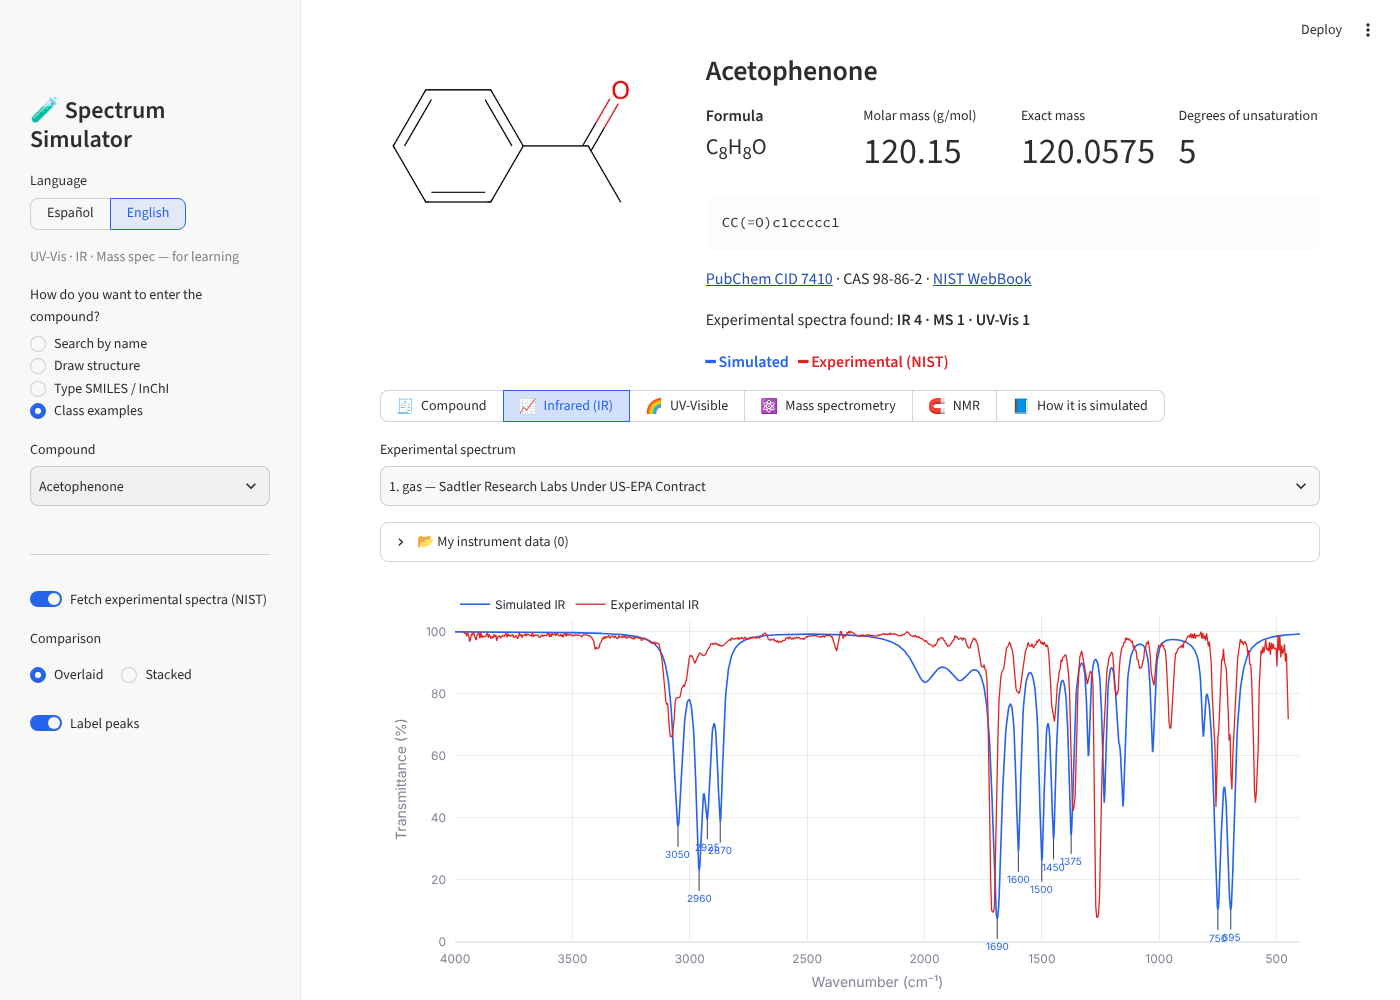 Deploy
🧪 Spectrum
Simulator
Language
Español English
UV-Vis · IR · Mass spec — for learning
How do you want to enter the
compound?
Search by name
Draw structure
Type SMILES / InChI
Class examples
Compound
Acetophenone
Fetch experimental spectra (NIST)
Comparison
Overlaid Stacked
Label peaks
O
Acetophenone
Formula Molar mass (g/mol) Exact mass Degrees of unsaturation
C₈H₈O 120.15 120.0575 5
CC(=O)c1ccccc1
PubChem CID 7410 · CAS 98-86-2 · NIST WebBook
Experimental spectra found: IR 4 · MS 1 · UV-Vis 1
Simulated Experimental (NIST)
Compound Infrared (IR) UV-Visible Mass spectrometry NMR How it is simulated
Experimental spectrum
1. gas — Sadtler Research Labs Under US-EPA Contract
My instrument data (0)
Simulated IR Experimental IR
100
80
60
40
20
0
Transmittance (%)
3050 2925 2870
2960
1690
1600
1500
1450
1375
750 695
4000 3500 3000 2500 2000 1500 1000 500
Wavenumber (cm⁻¹)